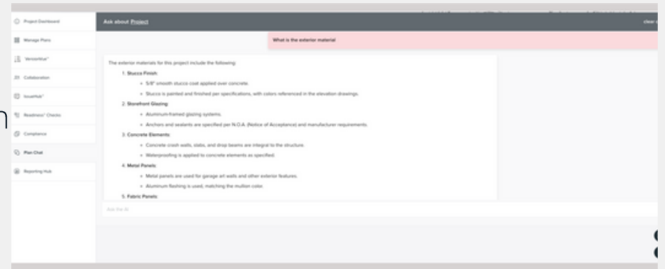 Project Dashboard
Manage Plans
Collaboration
Readiness® Checks
Compliance
Plan Chat
Reporting Hub
n
Ask about Project
clear
What is the exterior material
The exterior materials for this project include the following:
1. Stucco Finish:
5/8" smooth stucco coat applied over concrete.
Stucco is painted and finished per specifications, with colors referenced in the elevation drawings.
2. Storefront Glazing:
Aluminum-framed glazing systems.
Anchors and sealants are specified per N.O.A. (Notice of Acceptance) and manufacturer requirements.
3. Concrete Elements
Concrete crash walls, slabs, and drop beams are integral to the structure.
Waterproofing is applied to concrete elements as specified.
4. Metal Panels:
Metal panels are used for garage art walls and other exterior features.
Aluminum flashing is used, matching the mullion color.
5. Fabric Panels:
Ask the AI